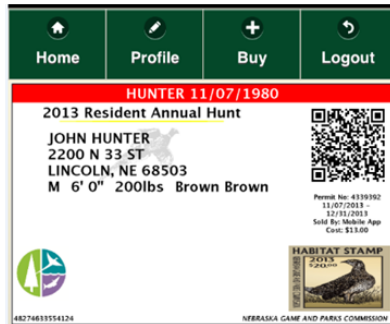 Home Profile Buy Logout
HUNTER 11/07/1980
2013 Resident Annual Hunt
JOHN HUNTER
2200 N 33 ST
LINCOLN, NE 68503
M 6' 0" 200lbs Brown Brown
Permit No: 4339392
11/07/2013 –
12/31/2013
Sold By: Mobile App
Cost: $13.00
HABITAT STAMP
2013
$20.00
48274633554124 NEBRASKA GAME AND PARKS COMMISSION